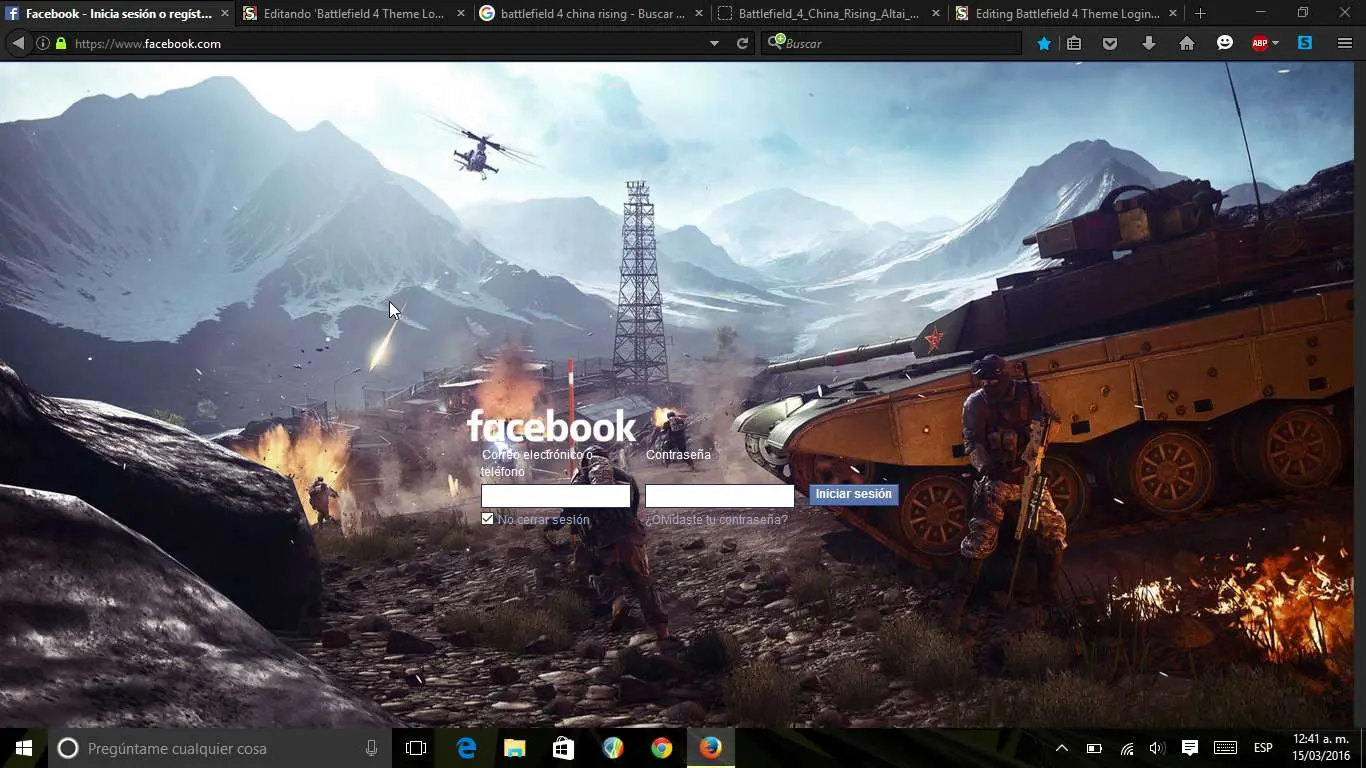 Facebook - Inicia sesión o regíst...
Editando 'Battlefield 4 Theme Lo...
battlefield 4 china rising - Buscar ...
Battlefield_4_China_Rising_Altai_...
Editing Battlefield 4 Theme Login...
https://www.facebook.com
Buscar
ABP
S
facebook
Correo electrónico o
teléfono
Contraseña
Iniciar sesión
No cerrar sesión
¿Olvidaste tu contraseña?
Pregúntame cualquier cosa
ESP
12:41 a. m.
15/03/2016